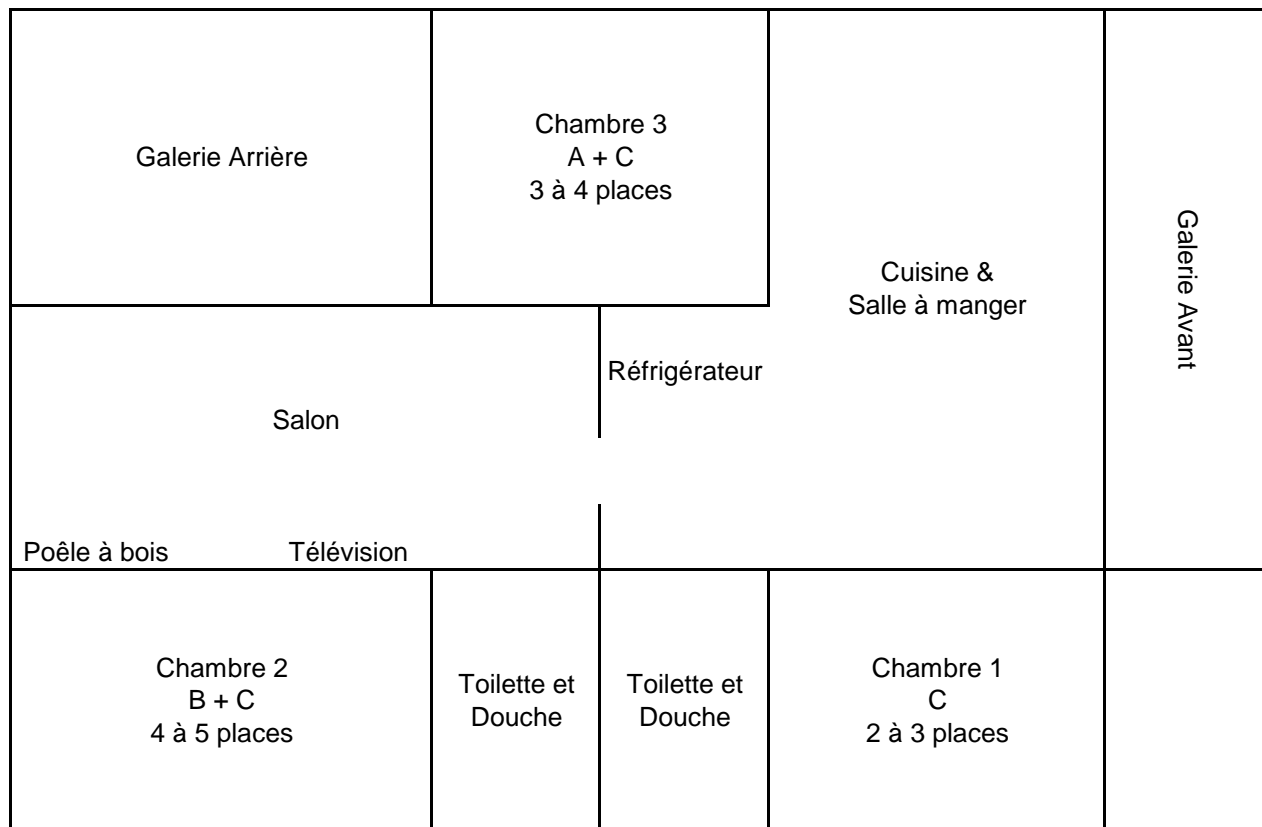 Galerie Arrière
Chambre 3
A + C
3 à 4 places
Cuisine &
Salle à manger
Galerie Avant
Réfrigérateur
Salon
Poêle à bois
Télévision
Chambre 2
B + C
4 à 5 places
Toilette et
Douche
Toilette et
Douche
Chambre 1
C
2 à 3 places